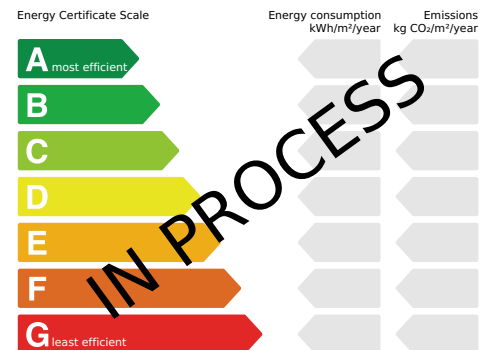 Energy Certificate Scale
Energy consumption
kWh/m²/year
Emissions
kg CO₂/m²/year
A most efficient
B
C
D
E
F
G least efficient
IN PROCESS